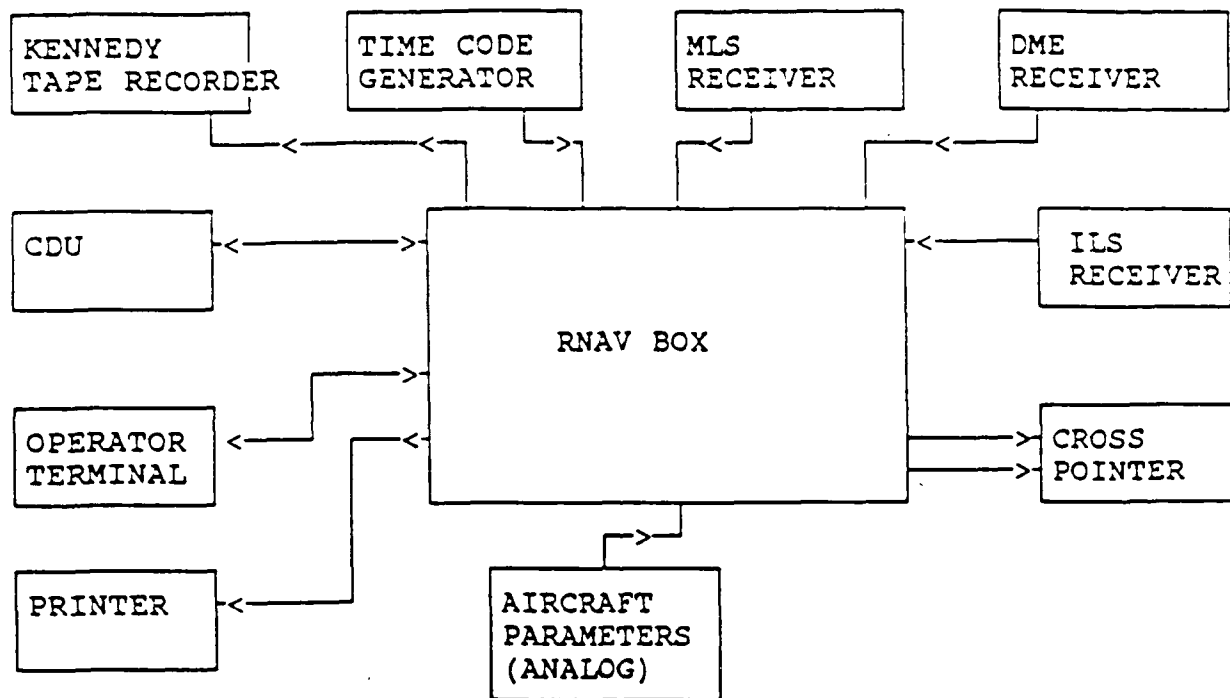 KENNEDY
TAPE RECORDER
TIME CODE
GENERATOR
MLS
RECEIVER
DME
RECEIVER
CDU
ILS
RECEIVER
RNAV BOX
OPERATOR
TERMINAL
CROSS
POINTER
PRINTER
AIRCRAFT
PARAMETERS
(ANALOG)